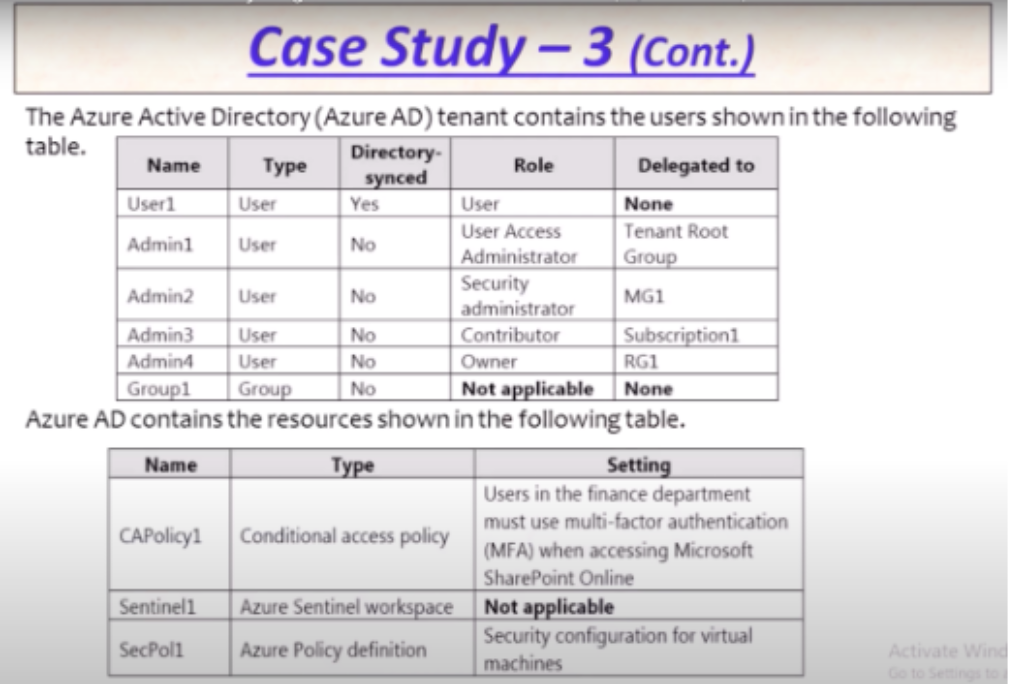 Case Study – 3 (Cont.)
The Azure Active Directory (Azure AD) tenant contains the users shown in the following
table.
Name Type Directory-synced Role Delegated to
User1 User Yes User None
Admin1 User No User Access Administrator Tenant Root Group
Admin2 User No Security administrator MG1
Admin3 User No Contributor Subscription1
Admin4 User No Owner RG1
Group1 Group No Not applicable None
Azure AD contains the resources shown in the following table.
Name Type Setting
CAPolicy1 Conditional access policy Users in the finance department
must use multi-factor authentication
(MFA) when accessing Microsoft
SharePoint Online
Sentinel1 Azure Sentinel workspace Not applicable
SecPol1 Azure Policy definition Security configuration for virtual
machines
Activate Wind
Go to Settings to a